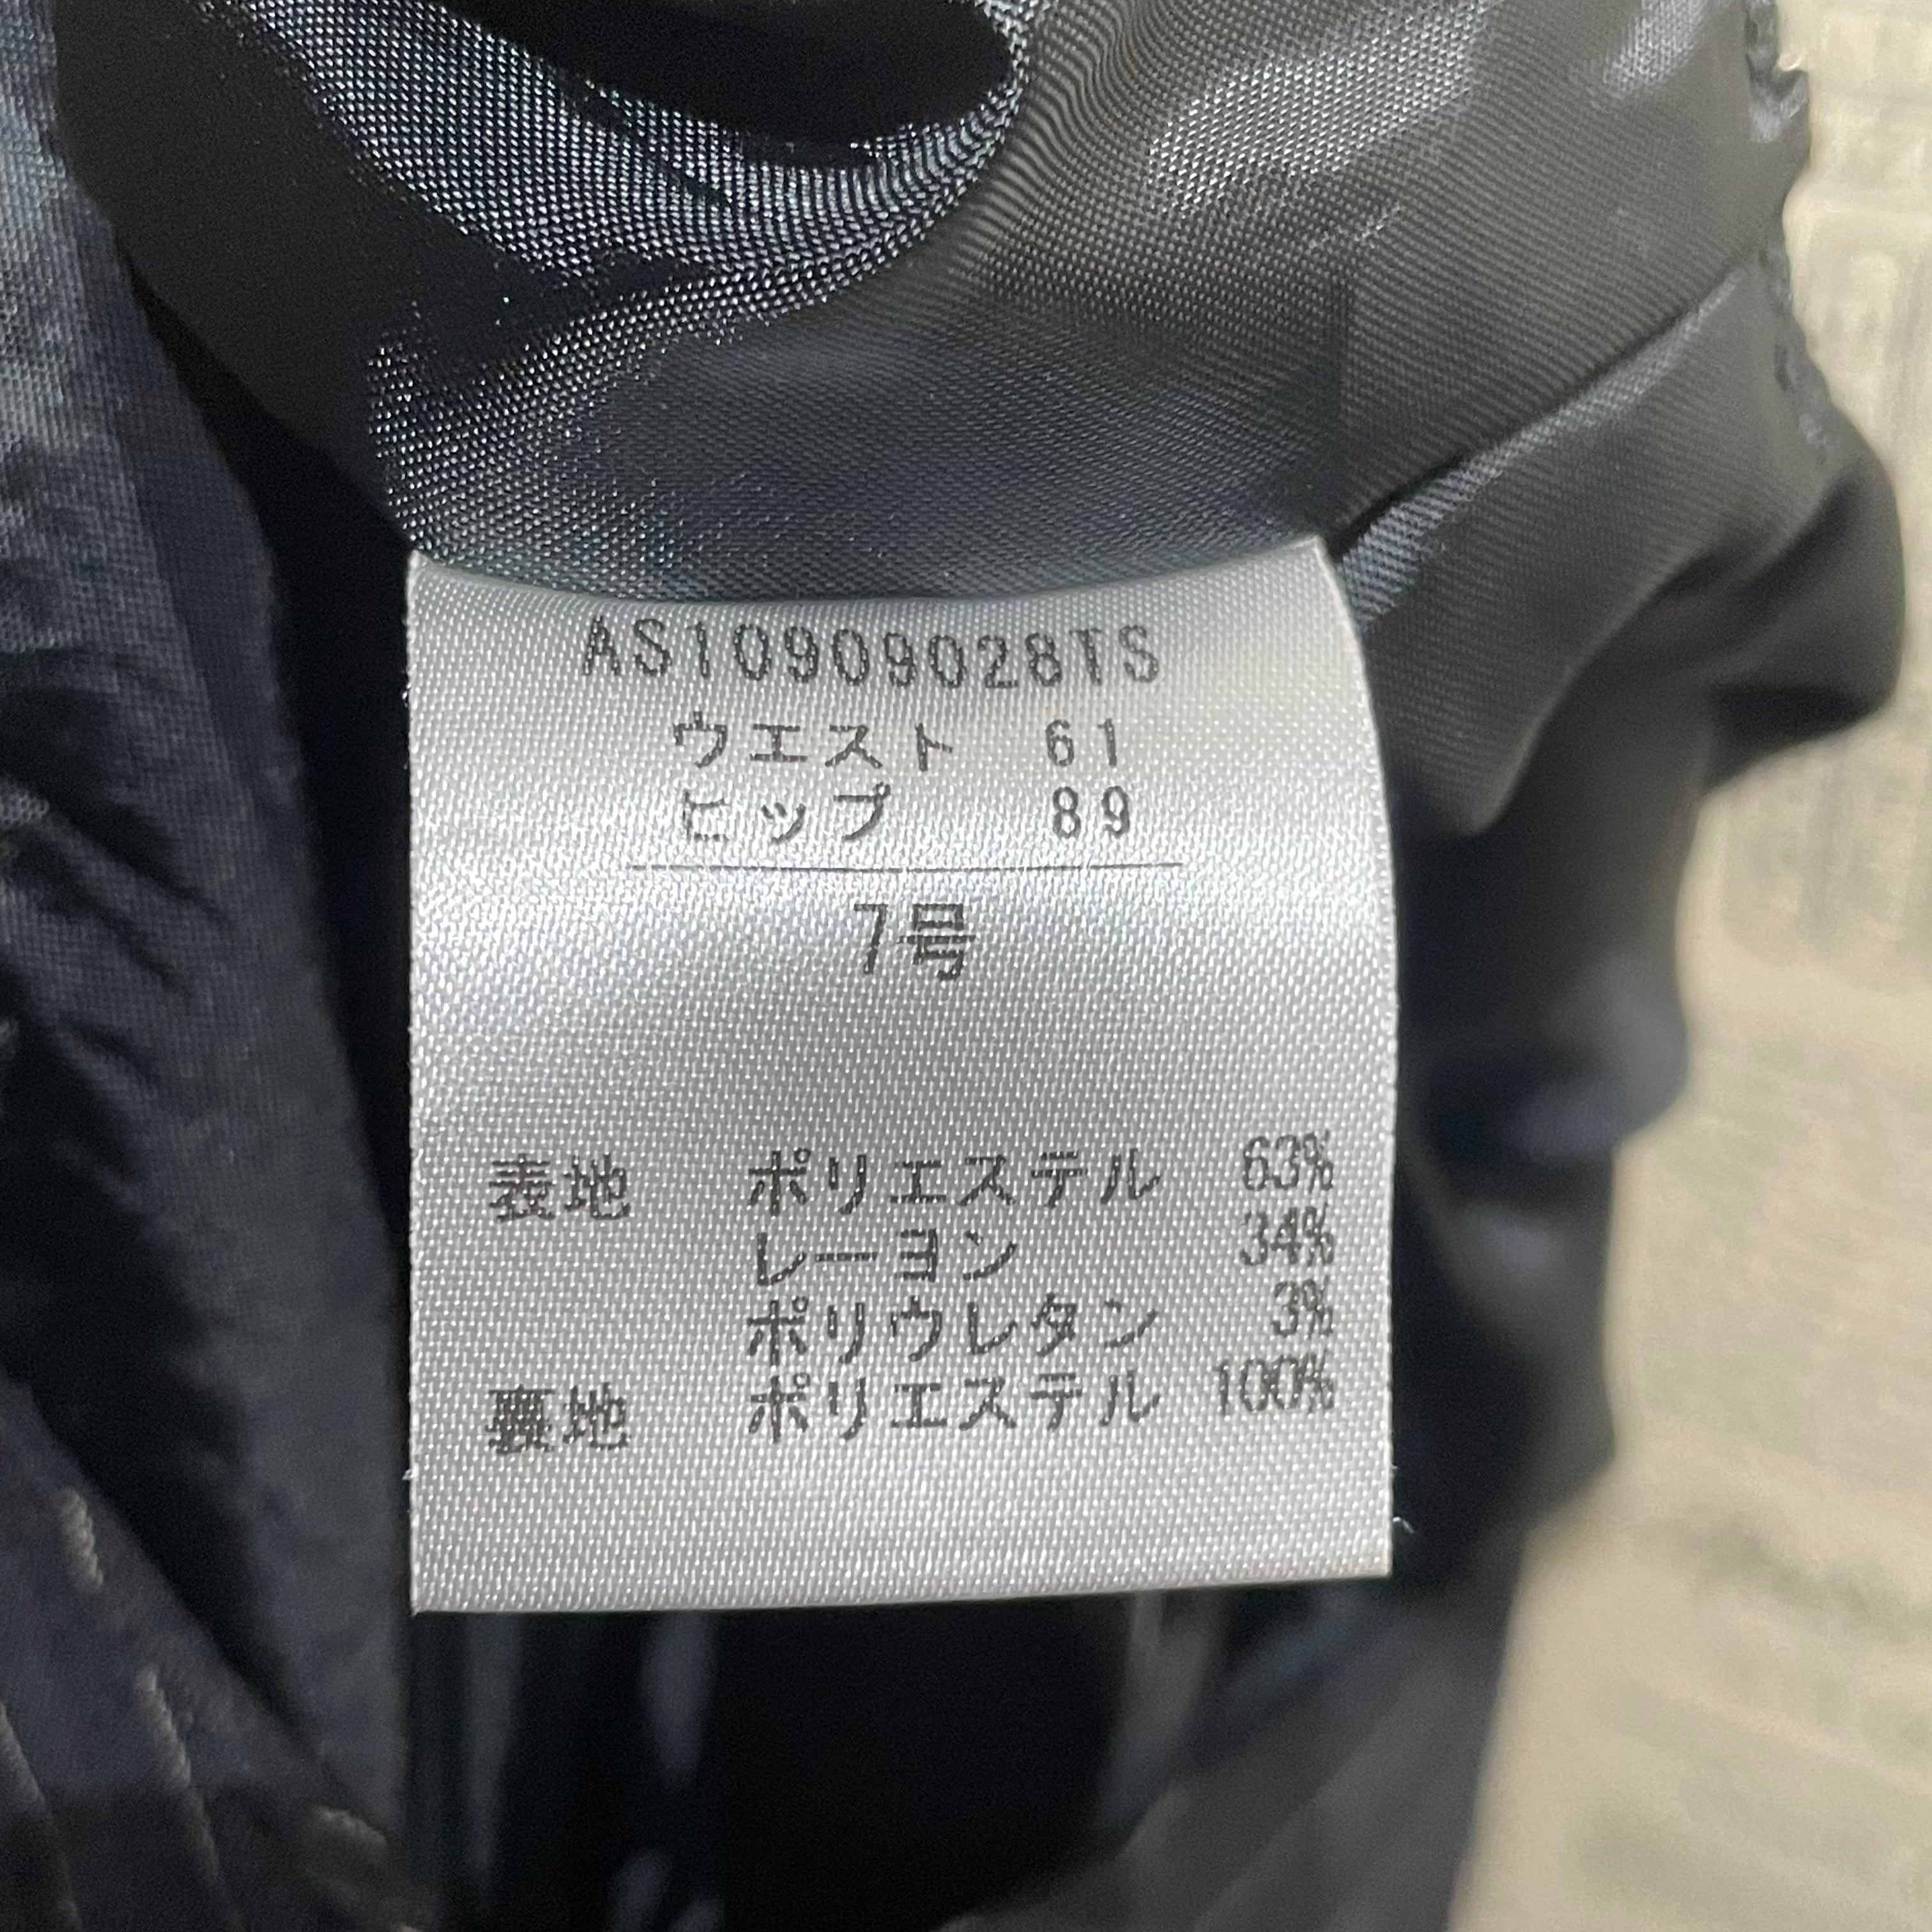 AS10909028TS
ウエスト 61
ヒップ 89
7号
表地 ポリエステル 63%
レーヨン 34%
ポリウレタン 3%
裏地 ポリエステル 100%